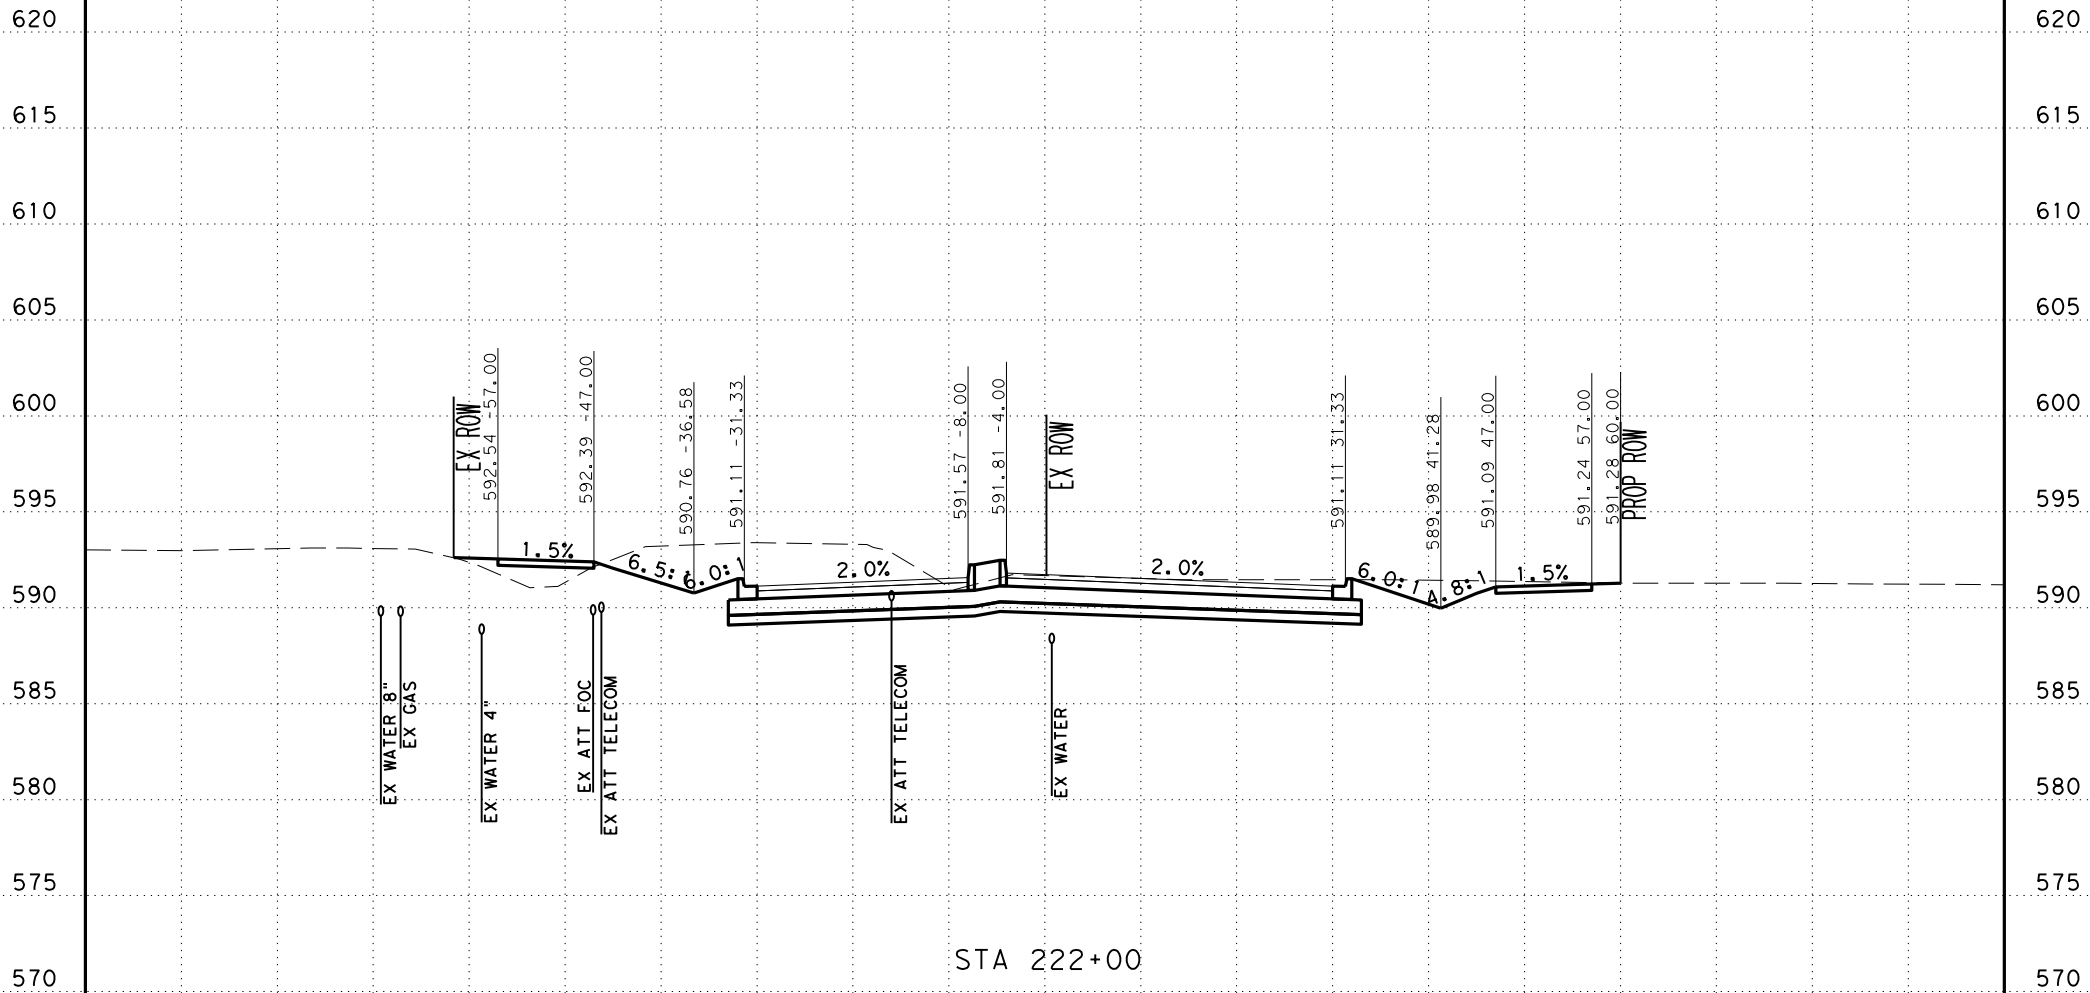 620 620
615 615
610 610
605 605
600 600
595 595
590 590
585 585
580 580
575 575
570 570
EX ROW
592.54 -57.00
592.39 -47.00
590.76 -36.58
591.11 -31.33
591.57 -8.00
591.81 -4.00
EX ROW
591.11 31.33
589.98 41.28
591.09 47.00
591.24 57.00
591.28 60.00
PROP ROW
1.5%
6.5:1
6.0:1
2.0%
2.0%
6.0:1
4.8:1
1.5%
EX WATER 8"
EX GAS
EX WATER 4"
EX ATT FOC
EX ATT TELECOM
EX ATT TELECOM
EX WATER
STA 222+00